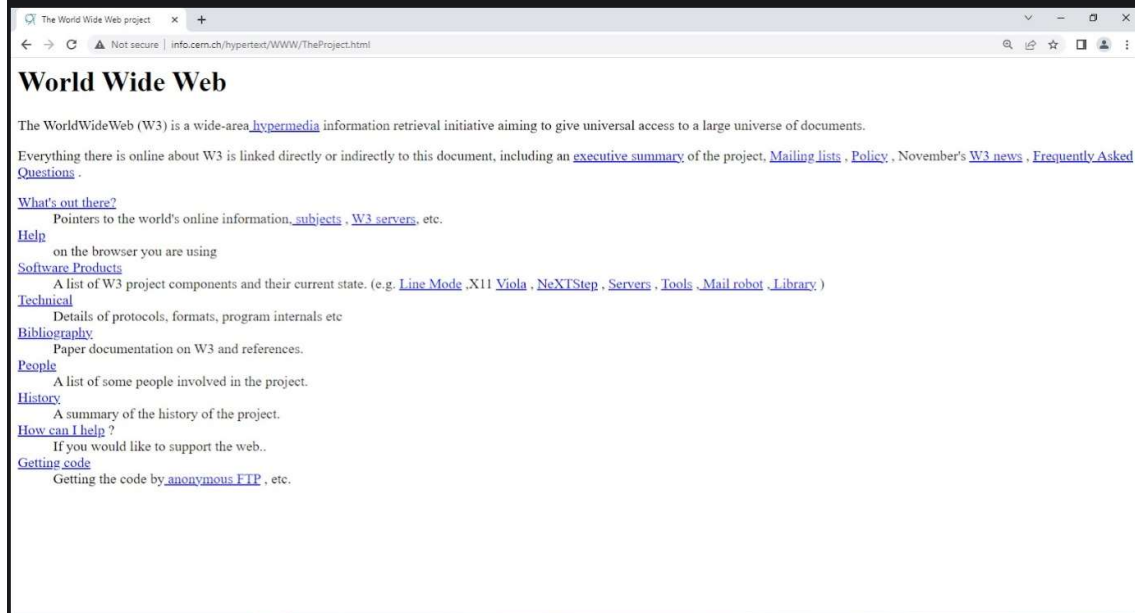 The World Wide Web project
Not secure | info.cern.ch/hypertext/WWW/TheProject.html
World Wide Web
The WorldWideWeb (W3) is a wide-area hypermedia information retrieval initiative aiming to give universal access to a large universe of documents.
Everything there is online about W3 is linked directly or indirectly to this document, including an executive summary of the project, Mailing lists , Policy , November's W3 news , Frequently Asked
Questions .
What's out there?
Pointers to the world's online information, subjects , W3 servers, etc.
Help
on the browser you are using
Software Products
A list of W3 project components and their current state. (e.g. Line Mode ,X11 Viola , NeXTStep , Servers , Tools , Mail robot , Library )
Technical
Details of protocols, formats, program internals etc
Bibliography
Paper documentation on W3 and references.
People
A list of some people involved in the project.
History
A summary of the history of the project.
How can I help ?
If you would like to support the web..
Getting code
Getting the code by anonymous FTP , etc.